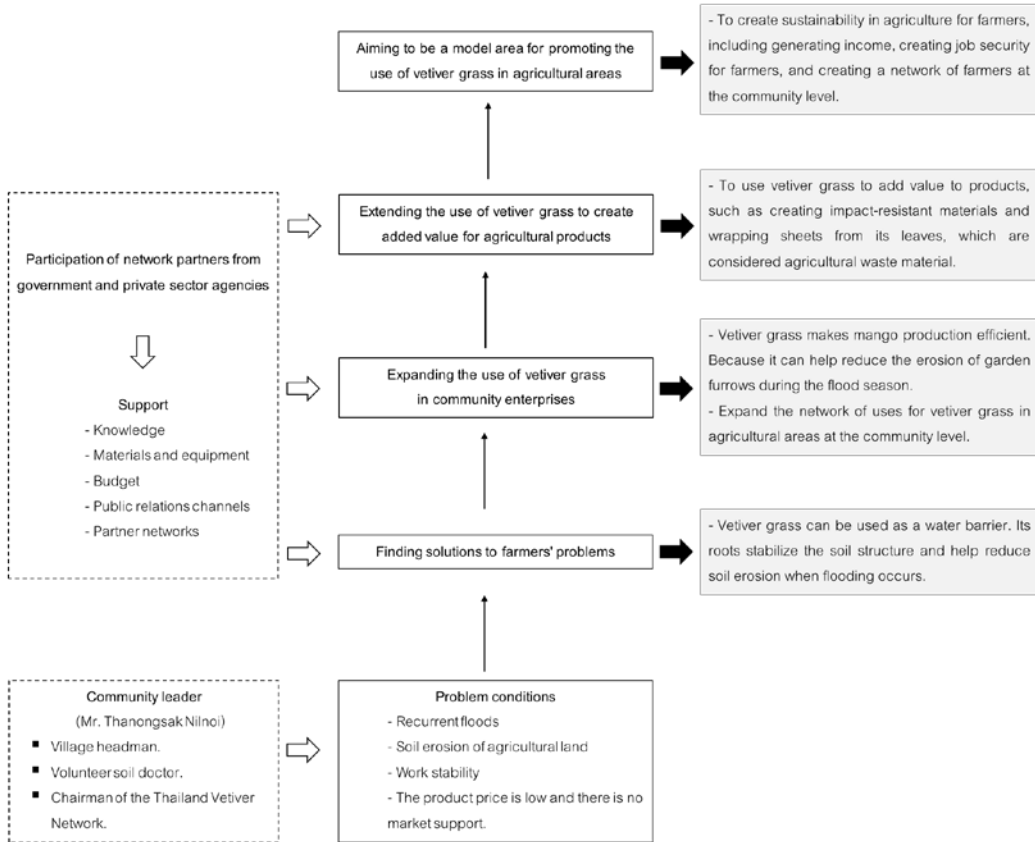 Aiming to be a model area for promoting the
use of vetiver grass in agricultural areas
- To create sustainability in agriculture for farmers,
including generating income, creating job security
for farmers, and creating a network of farmers at
the community level.
Participation of network partners from
government and private sector agencies
Support
- Knowledge
- Materials and equipment
- Budget
- Public relations channels
- Partner networks
Extending the use of vetiver grass to create
added value for agricultural products
- To use vetiver grass to add value to products,
such as creating impact-resistant materials and
wrapping sheets from its leaves, which are
considered agricultural waste material.
Expanding the use of vetiver grass
in community enterprises
- Vetiver grass makes mango production efficient.
Because it can help reduce the erosion of garden
furrows during the flood season.
- Expand the network of uses for vetiver grass in
agricultural areas at the community level.
Finding solutions to farmers' problems
- Vetiver grass can be used as a water barrier. Its
roots stabilize the soil structure and help reduce
soil erosion when flooding occurs.
Community leader
(Mr. Thanongsak Nilnoi)
▪ Village headman.
▪ Volunteer soil doctor.
▪ Chairman of the Thailand Vetiver
Network.
Problem conditions
- Recurrent floods
- Soil erosion of agricultural land
- Work stability
- The product price is low and there is no
market support.